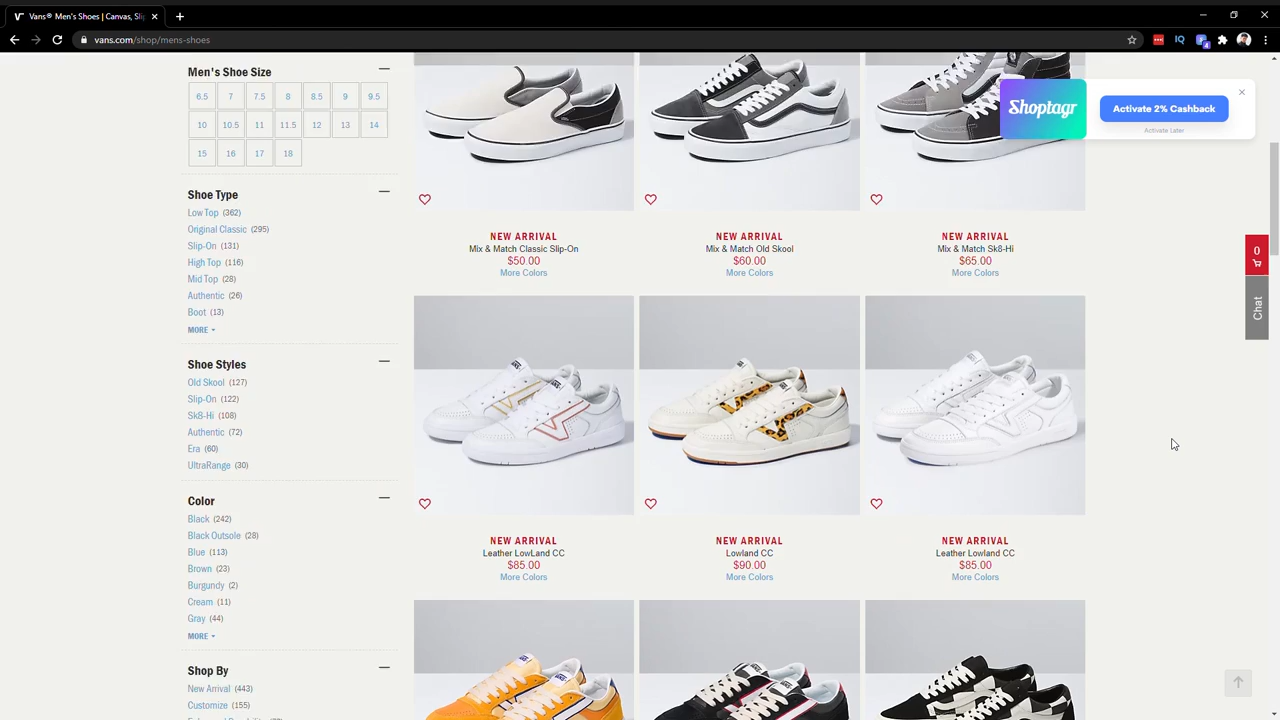 Vans® Men's Shoes | Canvas, Slip
vans.com/shop/mens-shoes
IQ
4
Shoptagr
Activate 2% Cashback
Activate Later
0
Chat
Men's Shoe Size
6.5 7 7.5 8 8.5 9 9.5
10 10.5 11 11.5 12 13 14
15 16 17 18
Shoe Type
Low Top (362)
Original Classic (295)
Slip-On (131)
High Top (116)
Mid Top (28)
Authentic (26)
Boot (13)
MORE
Shoe Styles
Old Skool (127)
Slip-On (122)
Sk8-Hi (108)
Authentic (72)
Era (60)
UltraRange (30)
Color
Black (242)
Black Outsole (28)
Blue (113)
Brown (23)
Burgundy (2)
Cream (11)
Gray (44)
MORE
Shop By
New Arrival (443)
Customize (155)
NEW ARRIVAL
Mix & Match Classic Slip-On
$50.00
More Colors
NEW ARRIVAL
Mix & Match Old Skool
$60.00
More Colors
NEW ARRIVAL
Mix & Match Sk8-Hi
$65.00
More Colors
NEW ARRIVAL
Leather LowLand CC
$85.00
More Colors
NEW ARRIVAL
Lowland CC
$90.00
More Colors
NEW ARRIVAL
Leather Lowland CC
$85.00
More Colors